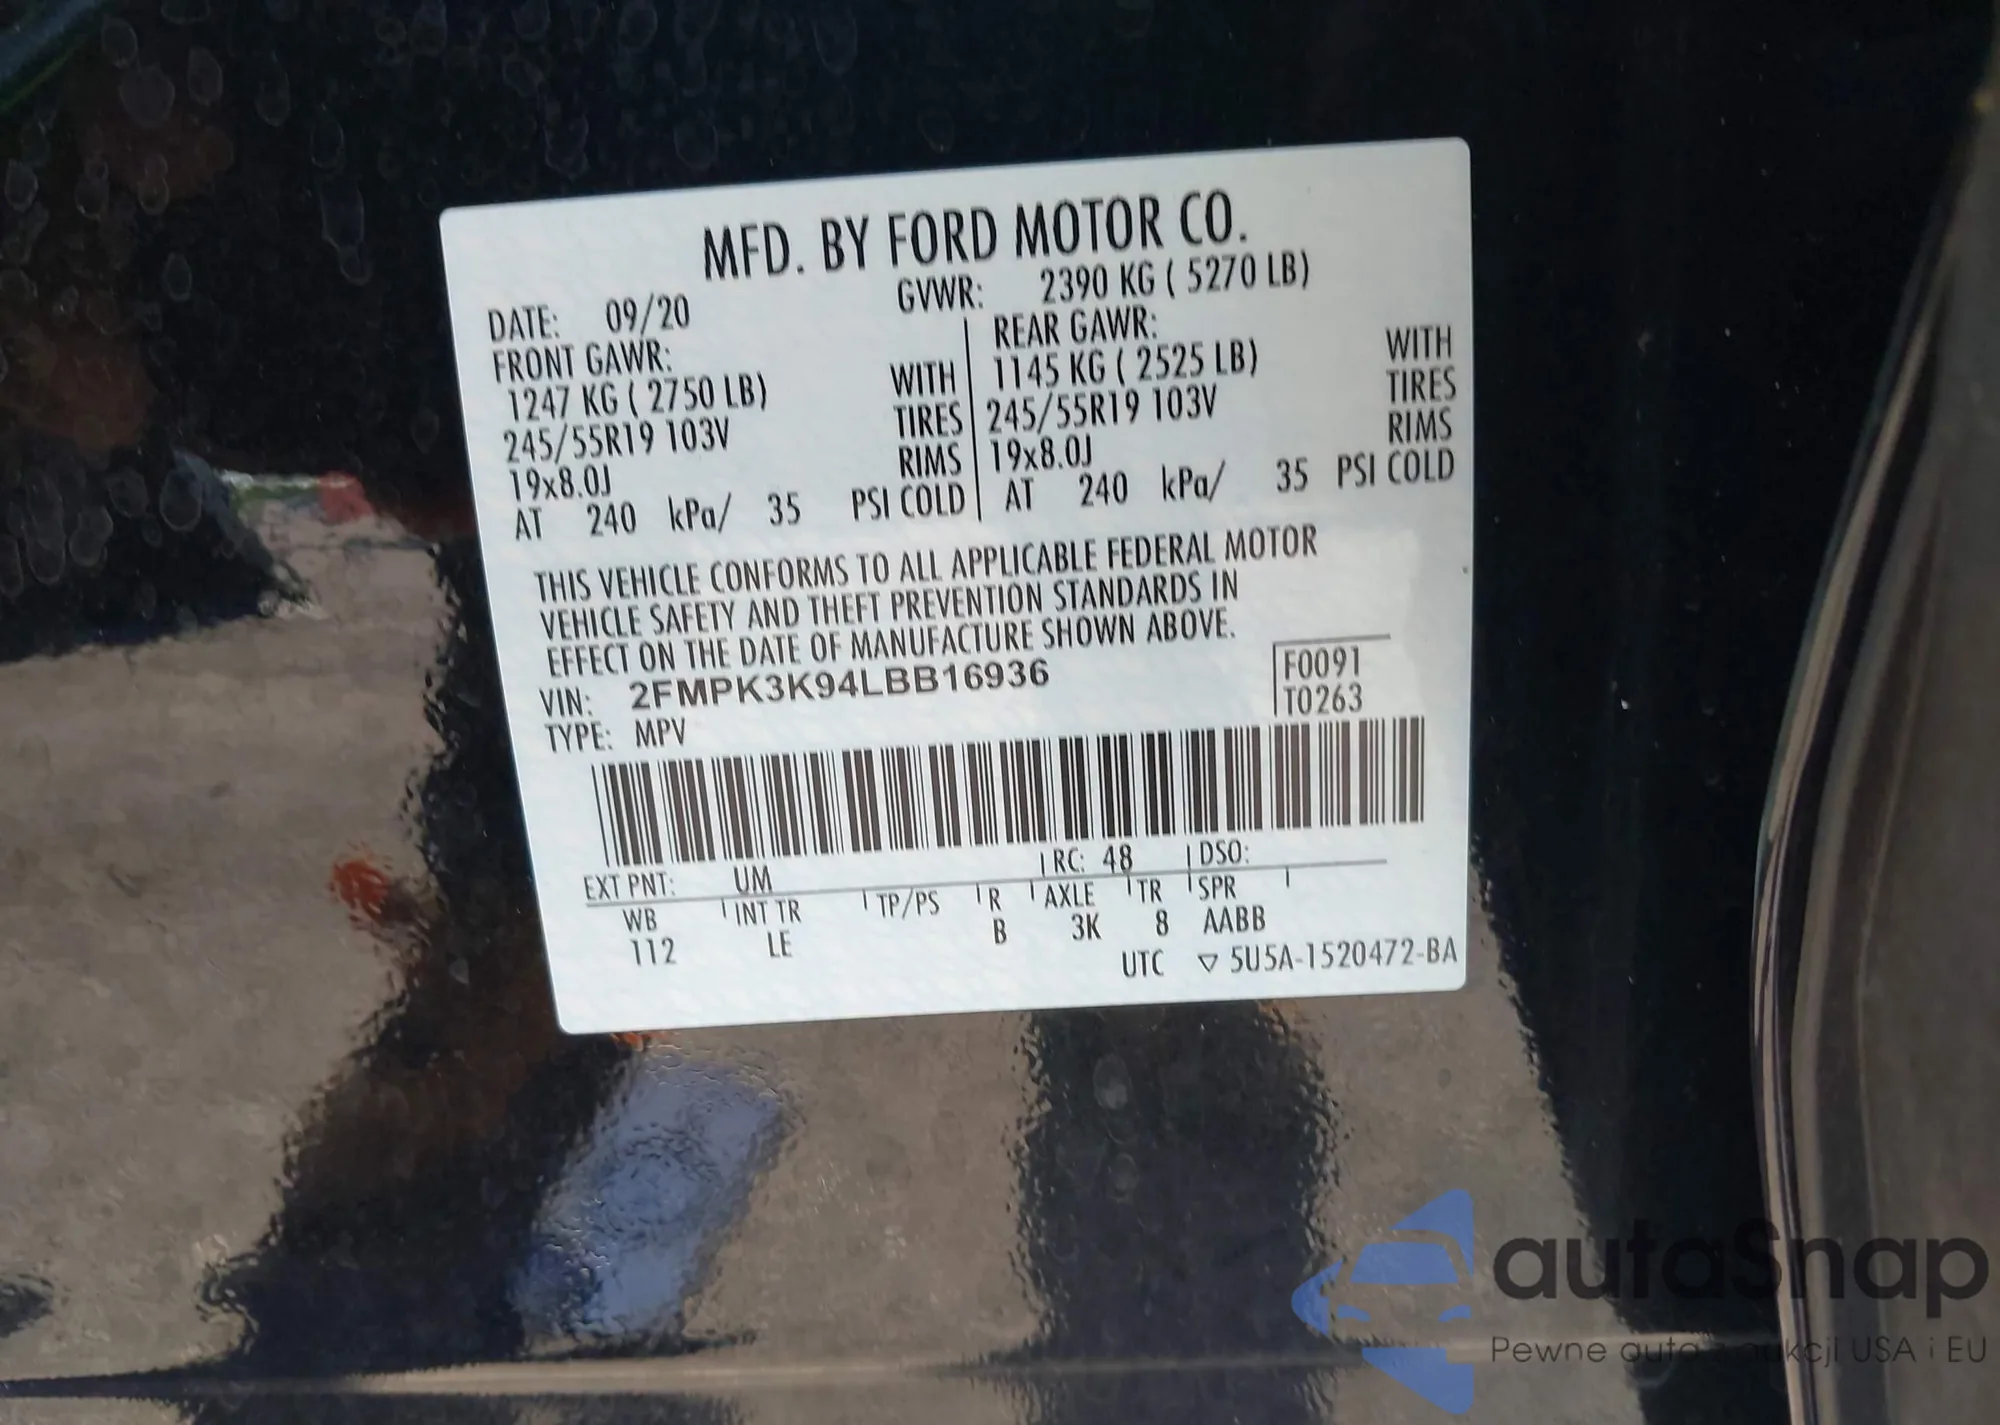 MFD. BY FORD MOTOR CO.
DATE: 09/20 GVWR: 2390 KG ( 5270 LB)
FRONT GAWR: REAR GAWR:
1247 KG ( 2750 LB) WITH 1145 KG ( 2525 LB) WITH
245/55R19 103V TIRES 245/55R19 103V TIRES
19x8.0J RIMS 19x8.0J RIMS
AT 240 kPa/ 35 PSI COLD AT 240 kPa/ 35 PSI COLD
THIS VEHICLE CONFORMS TO ALL APPLICABLE FEDERAL MOTOR
VEHICLE SAFETY AND THEFT PREVENTION STANDARDS IN
EFFECT ON THE DATE OF MANUFACTURE SHOWN ABOVE.
VIN: 2FMPK3K94LBB16936 F0091
TYPE: MPV T0263
EXT PNT: UM RC: 48 DSO:
WB INT TR TP/PS R AXLE TR SPR
112 LE B 3K 8 AABB
UTC ▽ 5U5A-1520472-BA
autaSnap
Pewne auta z aukcji USA i EU